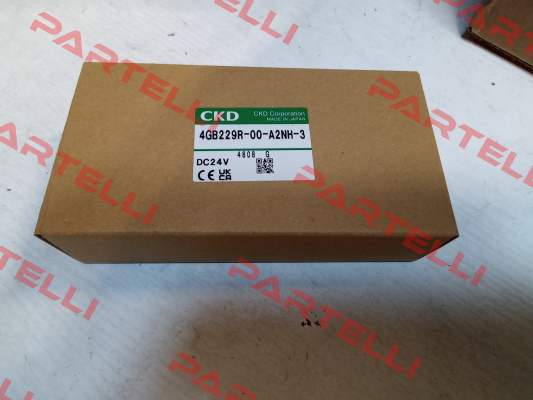 CKD
CKD Corporation
MADE IN JAPAN
4GB229R-00-A2NH-3
4808 G
DC24V
CE UK CA
PARTELLI
PARTELLI
PARTELLI
PARTELLI
PARTELLI
PARTELLI